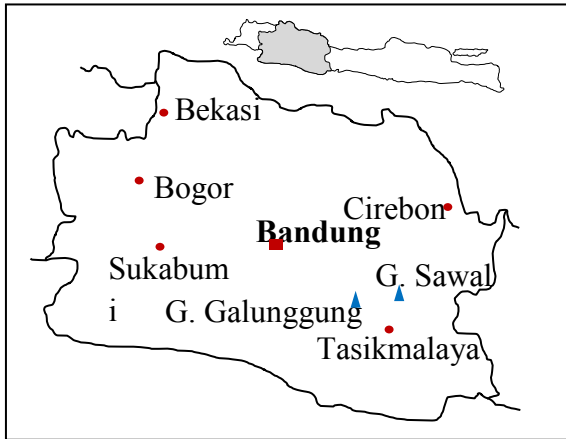 Bekasi
Bogor
Cirebon
Bandung
Sukabum
i
G. Sawal
G. Galunggung
Tasikmalaya